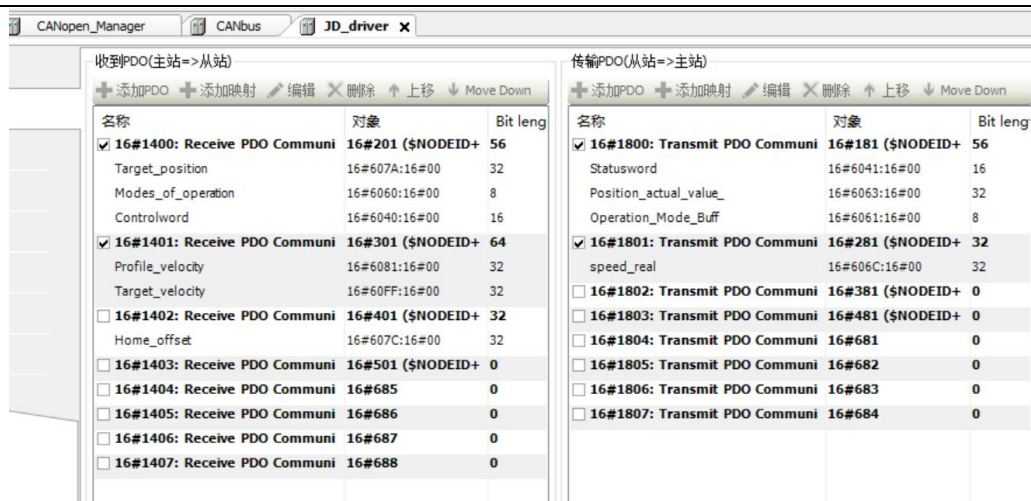 CANopen_Manager CANbus JD_driver X
收到PDO(主站=>从站)
添加PDO 添加映射 编辑 删除 上移 Move Down
名称 对象 Bit leng
16#1400: Receive PDO Communi 16#201 ($NODEID+ 56
Target_position 16#607A:16#00 32
Modes_of_operation 16#6060:16#00 8
Controlword 16#6040:16#00 16
16#1401: Receive PDO Communi 16#301 ($NODEID+ 64
Profile_velocity 16#6081:16#00 32
Target_velocity 16#60FF:16#00 32
16#1402: Receive PDO Communi 16#401 ($NODEID+ 32
Home_offset 16#607C:16#00 32
16#1403: Receive PDO Communi 16#501 ($NODEID+ 0
16#1404: Receive PDO Communi 16#685 0
16#1405: Receive PDO Communi 16#686 0
16#1406: Receive PDO Communi 16#687 0
16#1407: Receive PDO Communi 16#688 0
传输PDO(从站=>主站)
添加PDO 添加映射 编辑 删除 上移 Move Down
名称 对象 Bit lengt
16#1800: Transmit PDO Communi 16#181 ($NODEID+ 56
Statusword 16#6041:16#00 16
Position_actual_value_ 16#6063:16#00 32
Operation_Mode_Buff 16#6061:16#00 8
16#1801: Transmit PDO Communi 16#281 ($NODEID+ 32
speed_real 16#606C:16#00 32
16#1802: Transmit PDO Communi 16#381 ($NODEID+ 0
16#1803: Transmit PDO Communi 16#481 ($NODEID+ 0
16#1804: Transmit PDO Communi 16#681 0
16#1805: Transmit PDO Communi 16#682 0
16#1806: Transmit PDO Communi 16#683 0
16#1807: Transmit PDO Communi 16#684 0